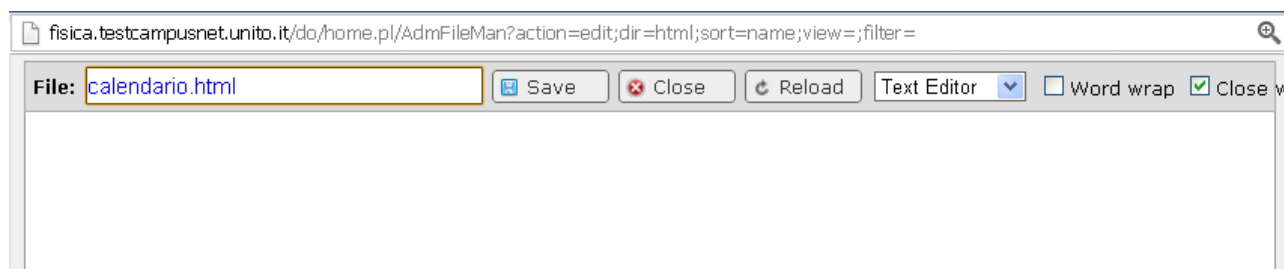 fisica.testcampusnet.unito.it/do/home.pl/AdmFileMan?action=edit;dir=html;sort=name;view=;filter=
File: calendario.html Save Close Reload Text Editor Word wrap Close